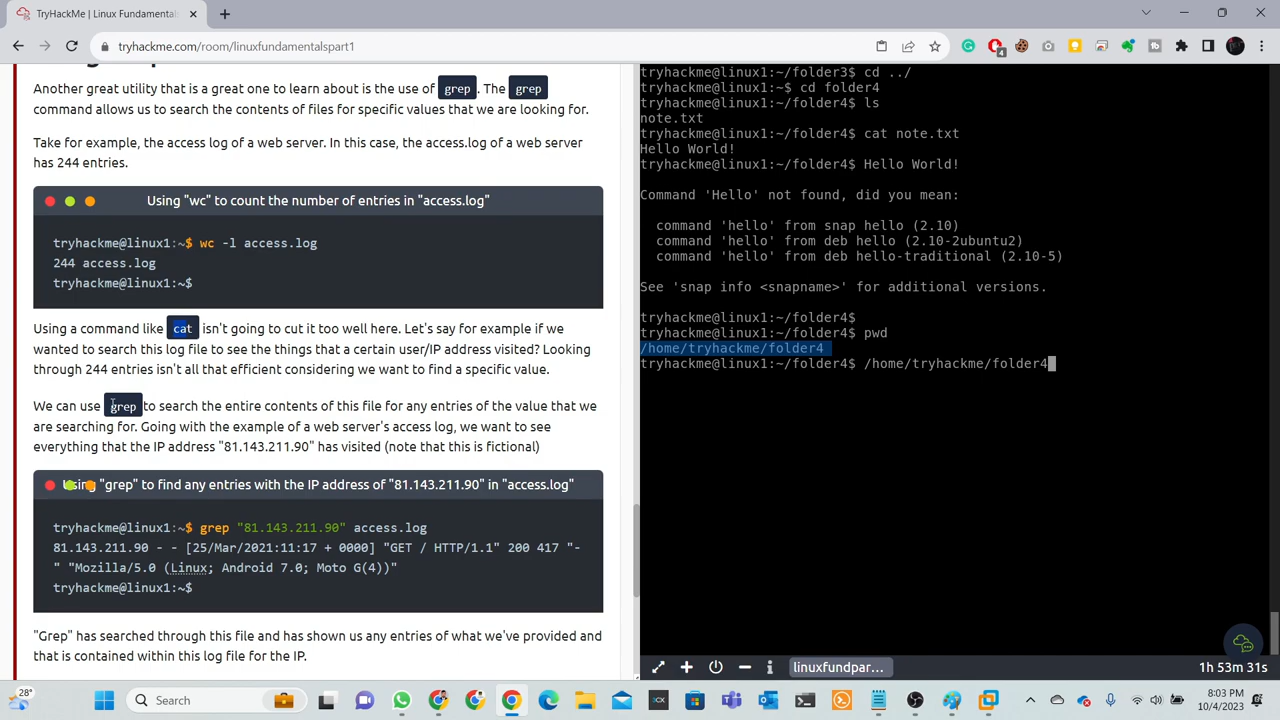 TryHackMe | Linux Fundamental
tryhackme.com/room/linuxfundamentalspart1
4
Another great utility that is a great one to learn about is the use of grep . The grep
command allows us to search the contents of files for specific values that we are looking for.
Take for example, the access log of a web server. In this case, the access.log of a web server
has 244 entries.
Using "wc" to count the number of entries in "access.log"
tryhackme@linux1:~$ wc -l access.log
244 access.log
tryhackme@linux1:~$
Using a command like cat isn't going to cut it too well here. Let's say for example if we
wanted to search this log file to see the things that a certain user/IP address visited? Looking
through 244 entries isn't all that efficient considering we want to find a specific value.
We can use grep to search the entire contents of this file for any entries of the value that we
are searching for. Going with the example of a web server's access log, we want to see
everything that the IP address "81.143.211.90" has visited (note that this is fictional)
Using "grep" to find any entries with the IP address of "81.143.211.90" in "access.log"
tryhackme@linux1:~$ grep "81.143.211.90" access.log
81.143.211.90 - - [25/Mar/2021:11:17 + 0000] "GET / HTTP/1.1" 200 417 "-
" "Mozilla/5.0 (Linux; Android 7.0; Moto G(4))"
tryhackme@linux1:~$
"Grep" has searched through this file and has shown us any entries of what we've provided and
that is contained within this log file for the IP.
tryhackme@linux1:~/folder3$ cd ../
tryhackme@linux1:~$ cd folder4
tryhackme@linux1:~/folder4$ ls
note.txt
tryhackme@linux1:~/folder4$ cat note.txt
Hello World!
tryhackme@linux1:~/folder4$ Hello World!
Command 'Hello' not found, did you mean:
command 'hello' from snap hello (2.10)
command 'hello' from deb hello (2.10-2ubuntu2)
command 'hello' from deb hello-traditional (2.10-5)
See 'snap info <snapname>' for additional versions.
tryhackme@linux1:~/folder4$
tryhackme@linux1:~/folder4$ pwd
/home/tryhackme/folder4
tryhackme@linux1:~/folder4$ /home/tryhackme/folder4
linuxfundpar...
1h 53m 31s
28°
Search
8:03 PM
10/4/2023